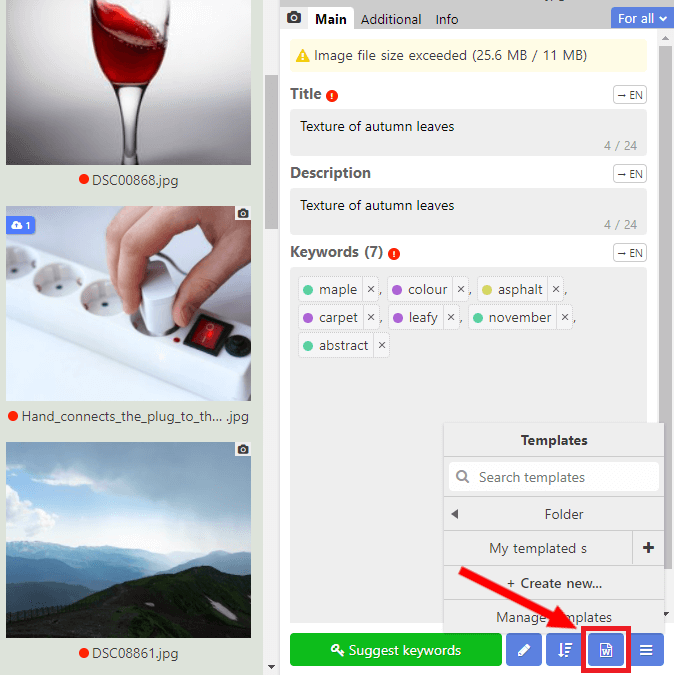 DSC00868.jpg
1
Hand_connects_the_plug_to_th... .jpg
DSC08861.jpg
Main Additional Info For all
Image file size exceeded (25.6 MB / 11 MB)
Title → EN
Texture of autumn leaves
4 / 24
Description → EN
Texture of autumn leaves
4 / 24
Keywords (7) → EN
maple ×, colour ×, asphalt ×,
carpet ×, leafy ×, november ×,
abstract ×
Templates
Search templates
Folder
My templated s +
+ Create new...
Suggest keywords W